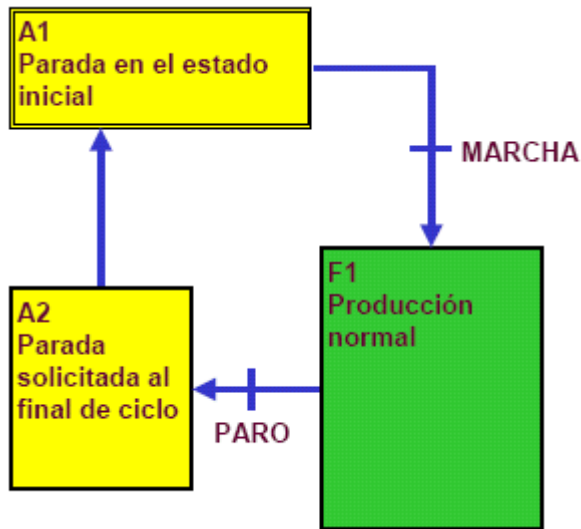 A1
Parada en el estado
inicial
MARCHA
F1
Producción
normal
A2
Parada
solicitada al
final de ciclo
PARO